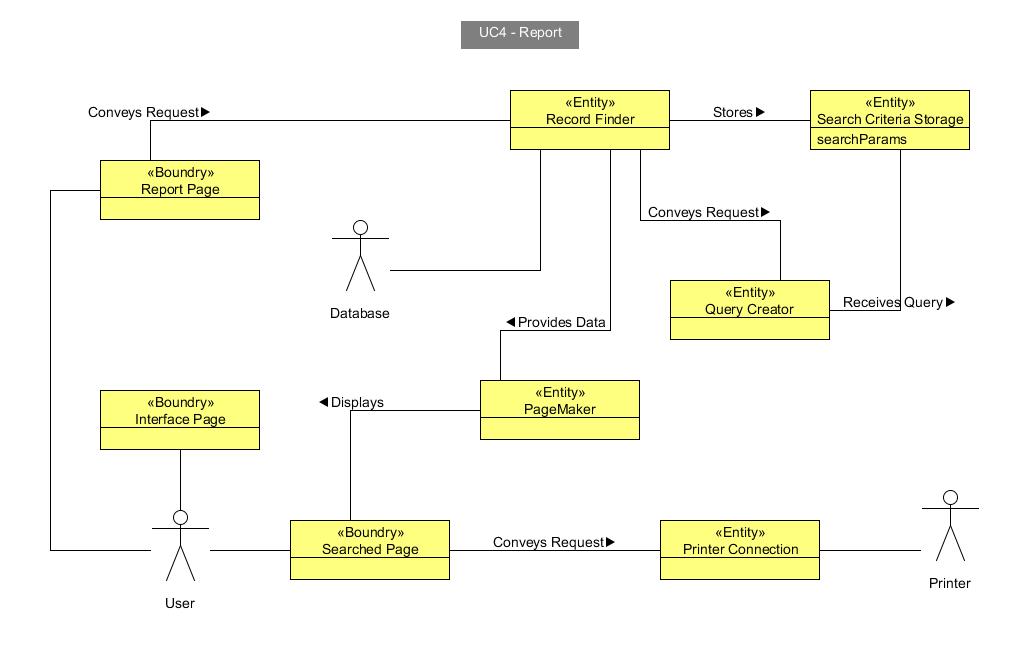 UC4 - Report
Conveys Request▶
«Entity»
Record Finder
Stores▶
«Entity»
Search Criteria Storage
searchParams
«Boundry»
Report Page
Conveys Request▶
Database
«Entity»
Query Creator
Receives Query▶
◀Provides Data
«Boundry»
Interface Page
◀Displays
«Entity»
PageMaker
User
«Boundry»
Searched Page
Conveys Request▶
«Entity»
Printer Connection
Printer